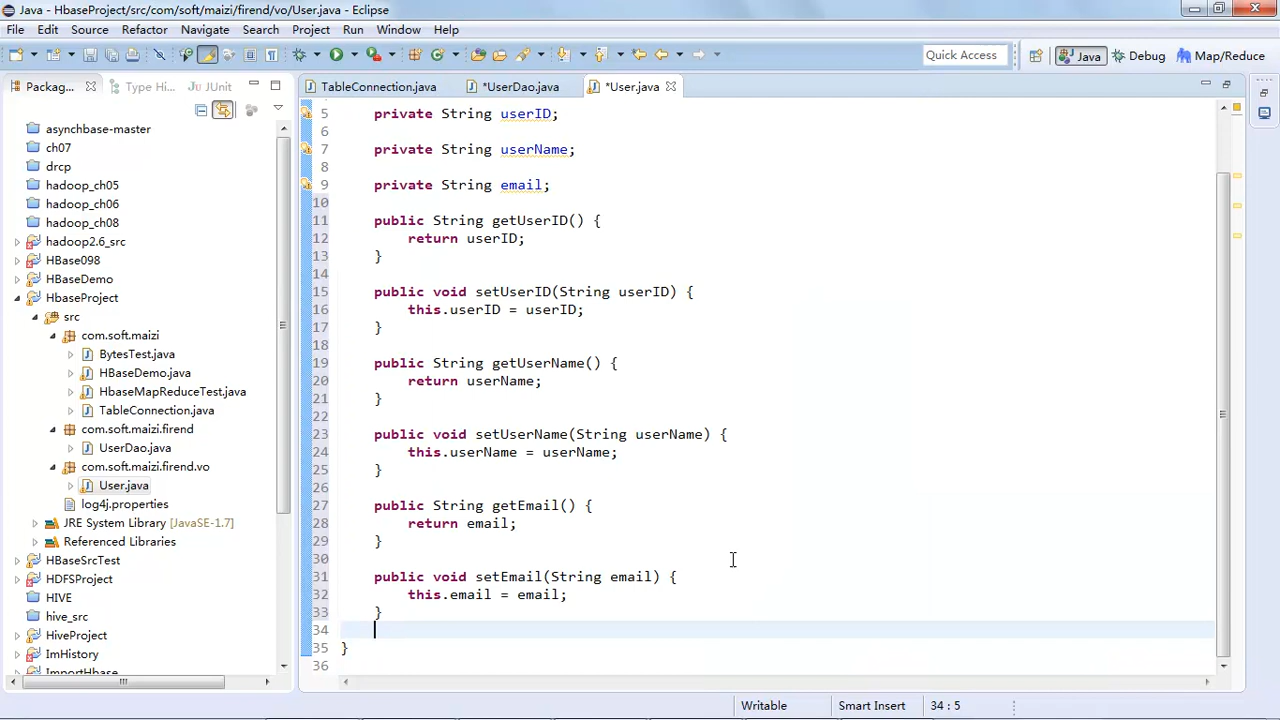 Java - HbaseProject/src/com/soft/maizi/firend/vo/User.java - Eclipse
File Edit Source Refactor Navigate Search Project Run Window Help
Quick Access Java Debug Map/Reduce
Packag... Type Hi... JUnit
TableConnection.java *UserDao.java *User.java
asynchbase-master
ch07
drcp
hadoop_ch05
hadoop_ch06
hadoop_ch08
hadoop2.6_src
HBase098
HBaseDemo
HbaseProject
src
com.soft.maizi
BytesTest.java
HBaseDemo.java
HbaseMapReduceTest.java
TableConnection.java
com.soft.maizi.firend
UserDao.java
com.soft.maizi.firend.vo
User.java
log4j.properties
JRE System Library [JavaSE-1.7]
Referenced Libraries
HBaseSrcTest
HDFSProject
HIVE
hive_src
HiveProject
ImHistory
ImportHbase
5 private String userID;
6
7 private String userName;
8
9 private String email;
10
11 public String getUserID() {
12 return userID;
13 }
14
15 public void setUserID(String userID) {
16 this.userID = userID;
17 }
18
19 public String getUserName() {
20 return userName;
21 }
22
23 public void setUserName(String userName) {
24 this.userName = userName;
25 }
26
27 public String getEmail() {
28 return email;
29 }
30
31 public void setEmail(String email) {
32 this.email = email;
33 }
34
35 }
36
Writable Smart Insert 34 : 5